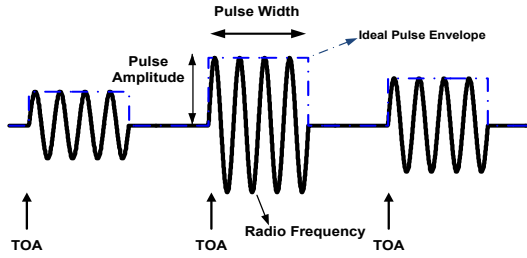 Pulse Width
Ideal Pulse Envelope
Pulse
Amplitude
Radio Frequency
TOA
TOA
TOA